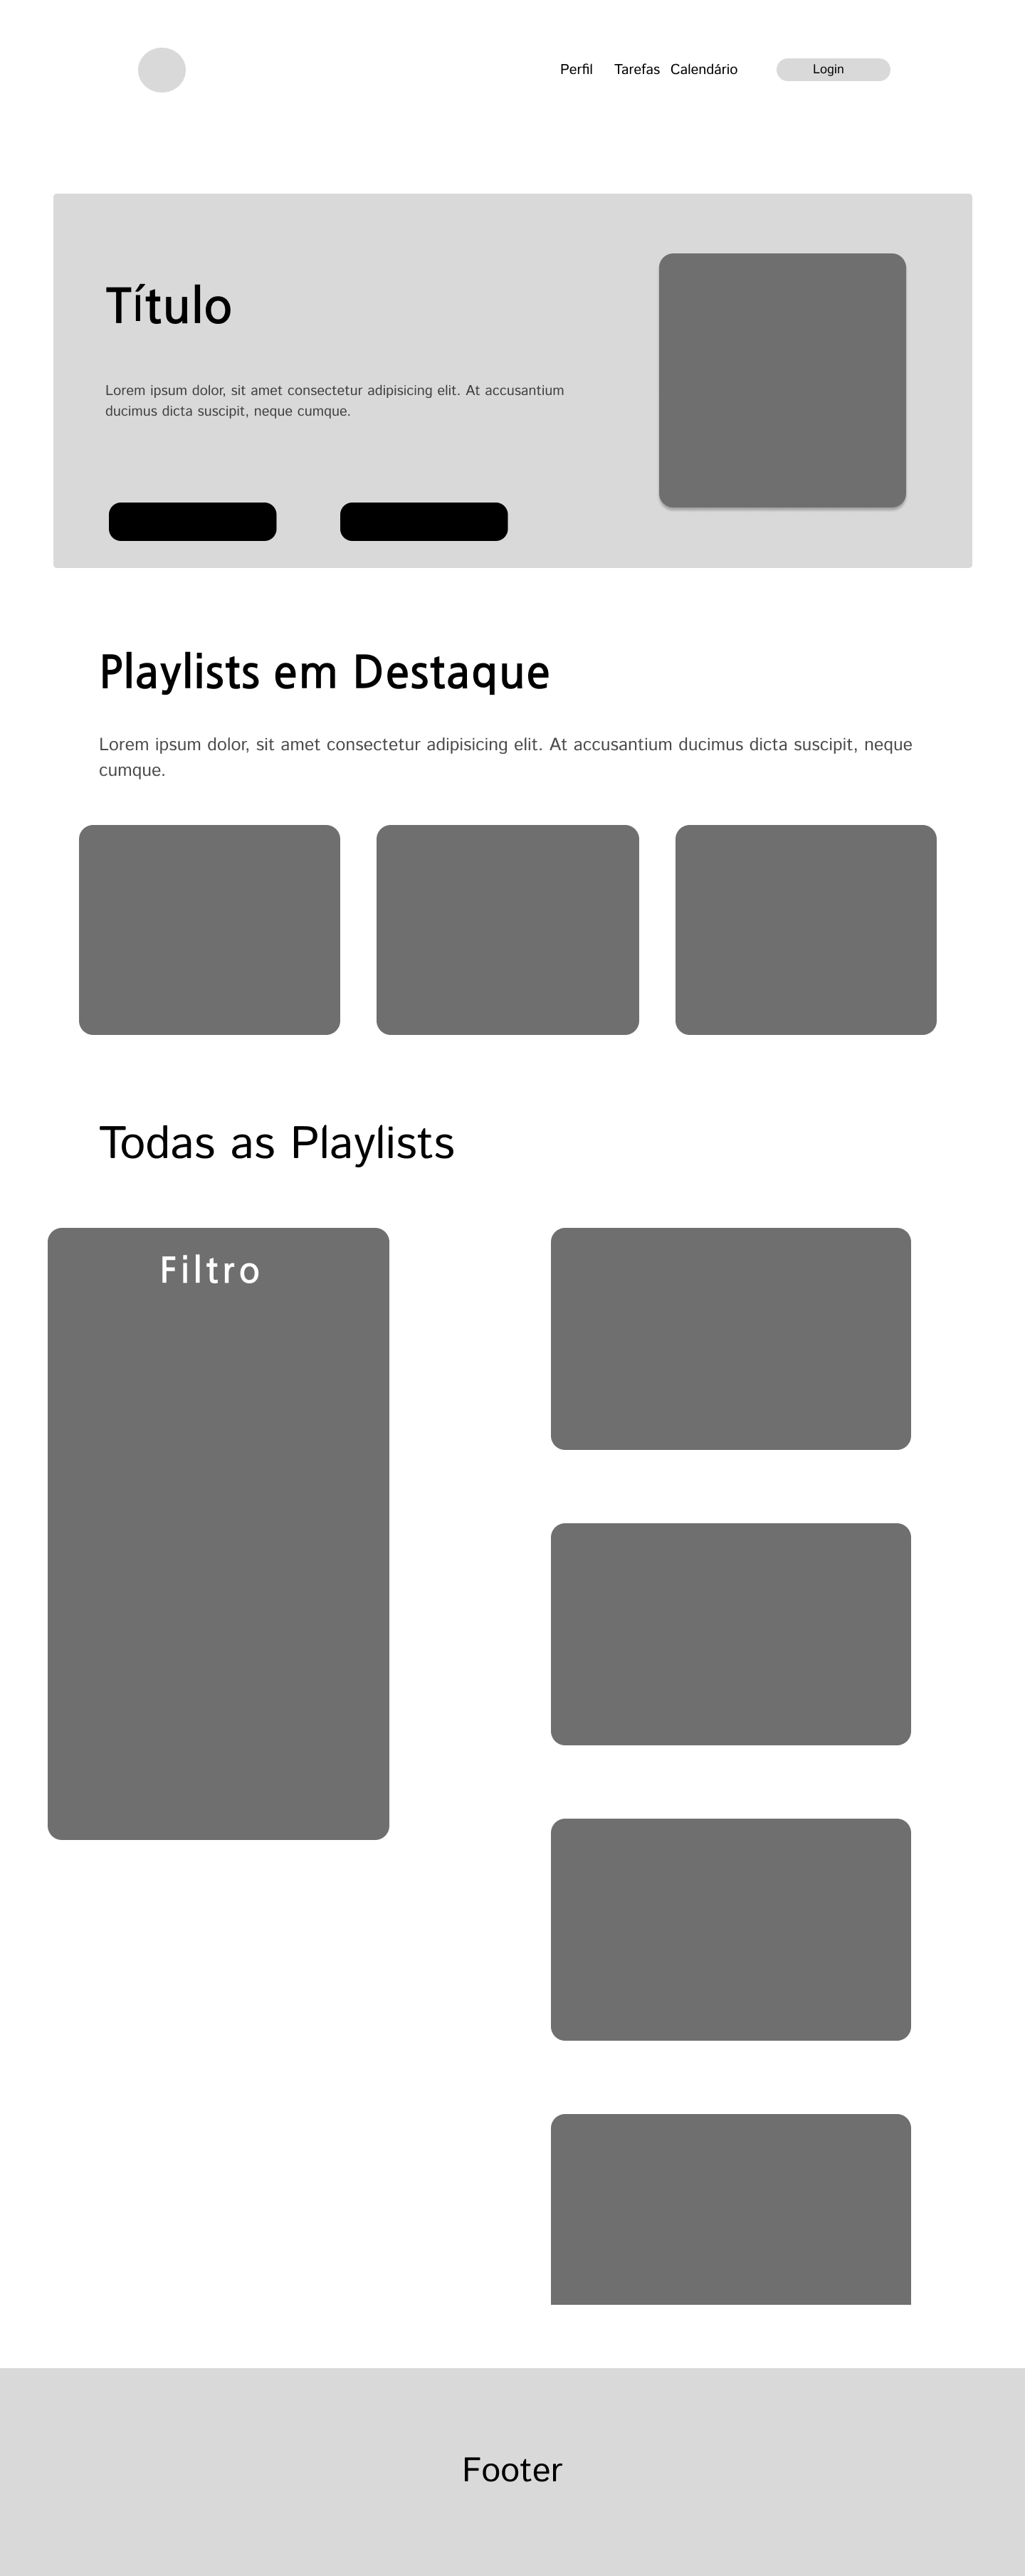 Perfil Tarefas Calendário Login
Título
Lorem ipsum dolor, sit amet consectetur adipisicing elit. At accusantium
ducimus dicta suscipit, neque cumque.
Playlists em Destaque
Lorem ipsum dolor, sit amet consectetur adipisicing elit. At accusantium ducimus dicta suscipit, neque
cumque.
Todas as Playlists
Filtro
Footer